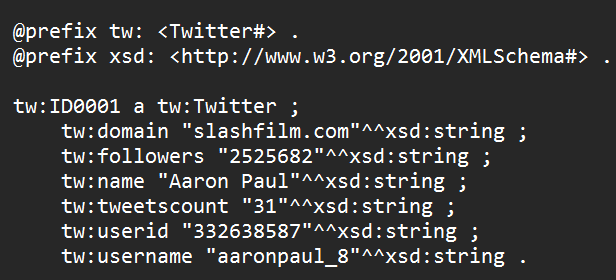 @prefix tw: <Twitter#> .
@prefix xsd: <http://www.w3.org/2001/XMLSchema#> .
tw:ID0001 a tw:Twitter ;
tw:domain "slashfilm.com"^^xsd:string ;
tw:followers "2525682"^^xsd:string ;
tw:name "Aaron Paul"^^xsd:string ;
tw:tweetscount "31"^^xsd:string ;
tw:userid "332638587"^^xsd:string ;
tw:username "aaronpaul_8"^^xsd:string .